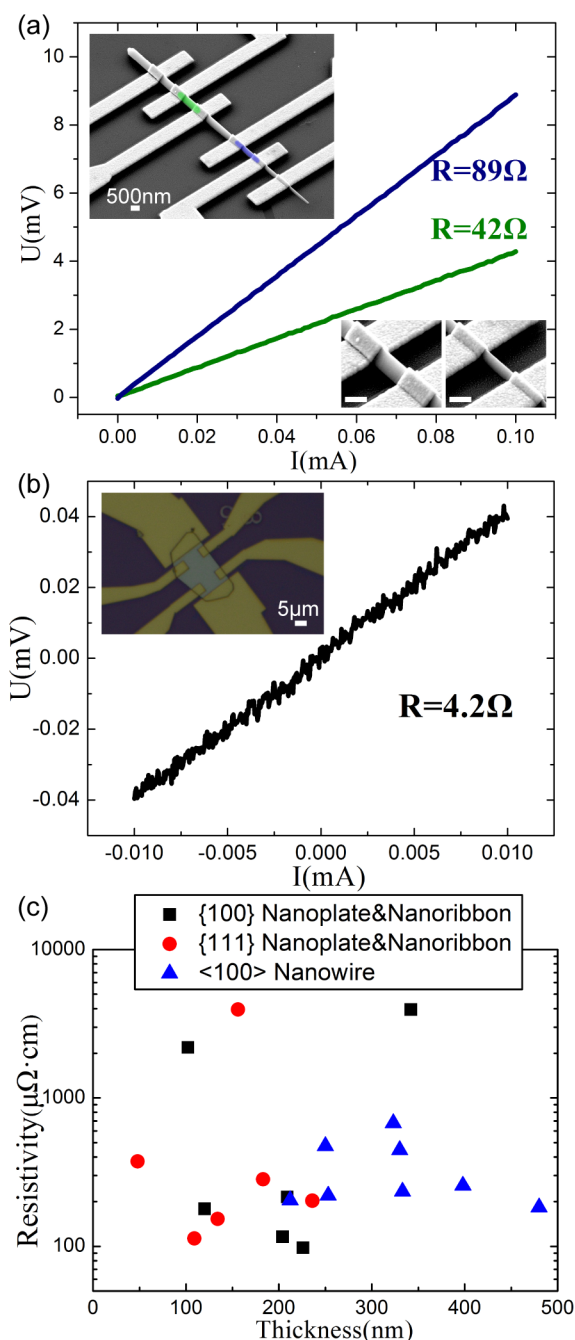 (a)
10
8
6
4
2
0
U(mV)
500nm
R=89Ω
R=42Ω
0.00 0.02 0.04 0.06 0.08 0.10
I(mA)
(b)
0.04
0.02
0.00
-0.02
-0.04
U(mV)
5μm
R=4.2Ω
-0.010 -0.005 0.000 0.005 0.010
I(mA)
(c)
{100} Nanoplate&Nanoribbon
{111} Nanoplate&Nanoribbon
<100> Nanowire
10000
1000
100
Resistivity(μΩ·cm)
0 100 200 300 400 500
Thickness(nm)